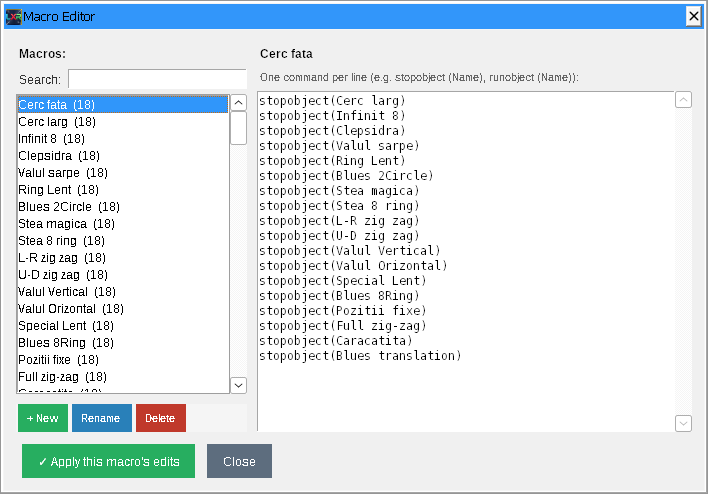 Macro Editor
Macros:
Search:
Cerc fata (18)
Cerc larg (18)
Infinit 8 (18)
Clepsidra (18)
Valul sarpe (18)
Ring Lent (18)
Blues 2Circle (18)
Stea magica (18)
Stea 8 ring (18)
L-R zig zag (18)
U-D zig zag (18)
Valul Vertical (18)
Valul Orizontal (18)
Special Lent (18)
Blues 8Ring (18)
Pozitii fixe (18)
Full zig-zag (18)
Caracatita (18)
+ New
Rename
Delete
Cerc fata
One command per line (e.g. stopobject (Name), runobject (Name)):
stopobject(Cerc larg)
stopobject(Infinit 8)
stopobject(Clepsidra)
stopobject(Valul sarpe)
stopobject(Ring Lent)
stopobject(Blues 2Circle)
stopobject(Stea magica)
stopobject(Stea 8 ring)
stopobject(L-R zig zag)
stopobject(U-D zig zag)
stopobject(Valul Vertical)
stopobject(Valul Orizontal)
stopobject(Special Lent)
stopobject(Blues 8Ring)
stopobject(Pozitii fixe)
stopobject(Full zig-zag)
stopobject(Caracatita)
stopobject(Blues translation)
✓ Apply this macro's edits
Close